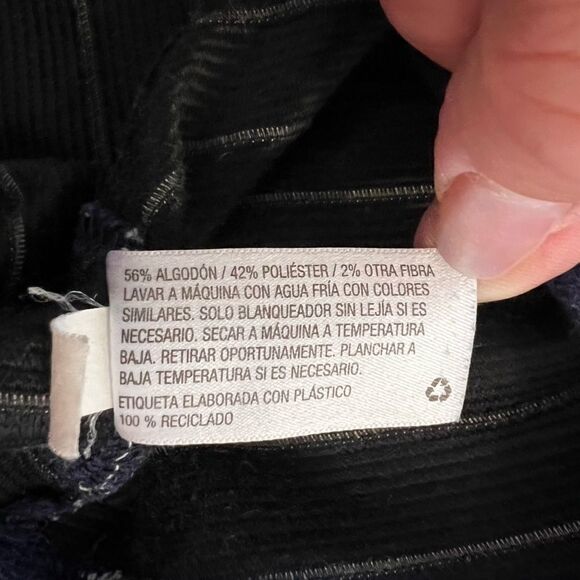 56% ALGODÓN / 42% POLIÉSTER / 2% OTRA FIBRA
LAVAR A MÁQUINA CON AGUA FRÍA CON COLORES
SIMILARES. SOLO BLANQUEADOR SIN LEJÍA SI ES
NECESARIO. SECAR A MÁQUINA A TEMPERATURA
BAJA. RETIRAR OPORTUNAMENTE. PLANCHAR A
BAJA TEMPERATURA SI ES NECESARIO.
ETIQUETA ELABORADA CON PLÁSTICO
100 % RECICLADO